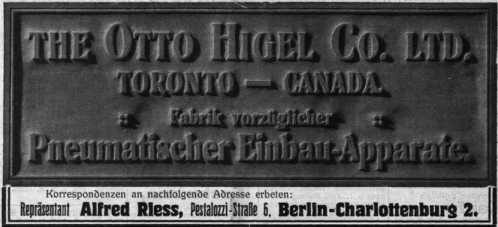 THE OTTO HIGEL CO. LTD.
TORONTO — CANADA.
:: Fabrik vorzüglicher ::
Pneumatischer Einbau-Apparate.
Korrespondenzen an nachfolgende Adresse erbeten:
Repräsentant Alfred Riess, Pestalozzi-Straße 6, Berlin-Charlottenburg 2.